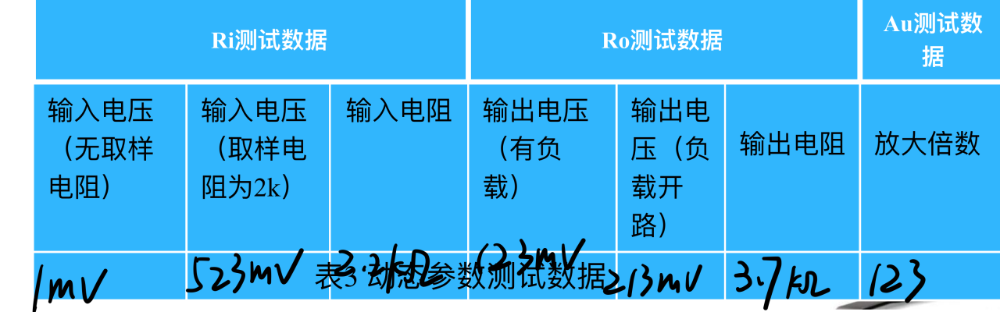 Ri测试数据 Ro测试数据 Au测试数据
输入电压（无取样电阻） 输入电压（取样电阻为2k） 输入电阻 输出电压（有负载） 输出电压（负载开路） 输出电阻 放大倍数
1mV 523mV 2.2kΩ 123mV 213mV 3.7kΩ 123
表3 动态参数测试数据